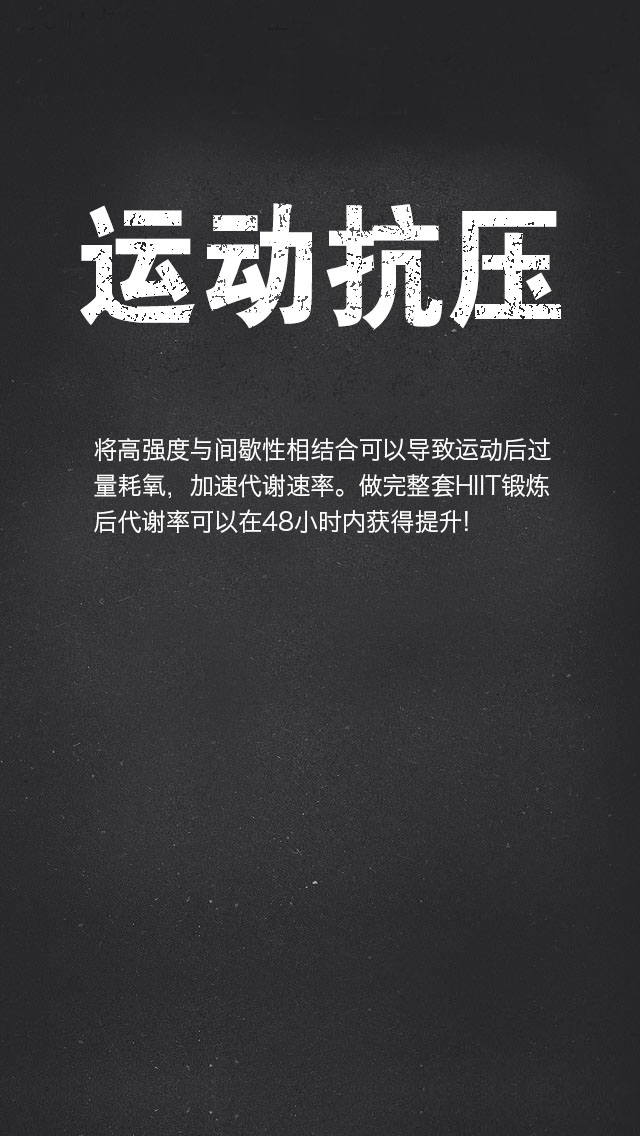 运动抗压
将高强度与间歇性相结合可以导致运动后过
量耗氧，加速代谢速率。做完整套HIIT锻炼
后代谢率可以在48小时内获得提升!